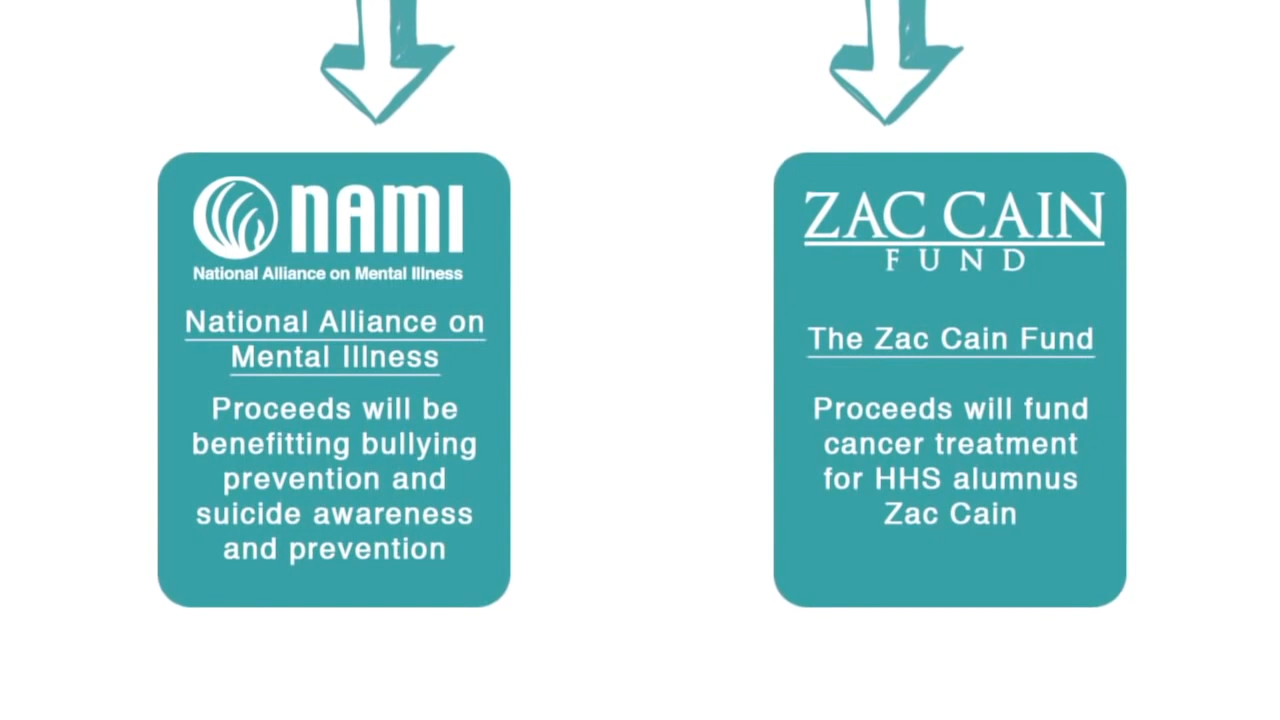 NAMI
National Alliance on Mental Illness
National Alliance on
Mental Illness
Proceeds will be
benefitting bullying
prevention and
suicide awareness
and prevention
ZAC CAIN
FUND
The Zac Cain Fund
Proceeds will fund
cancer treatment
for HHS alumnus
Zac Cain